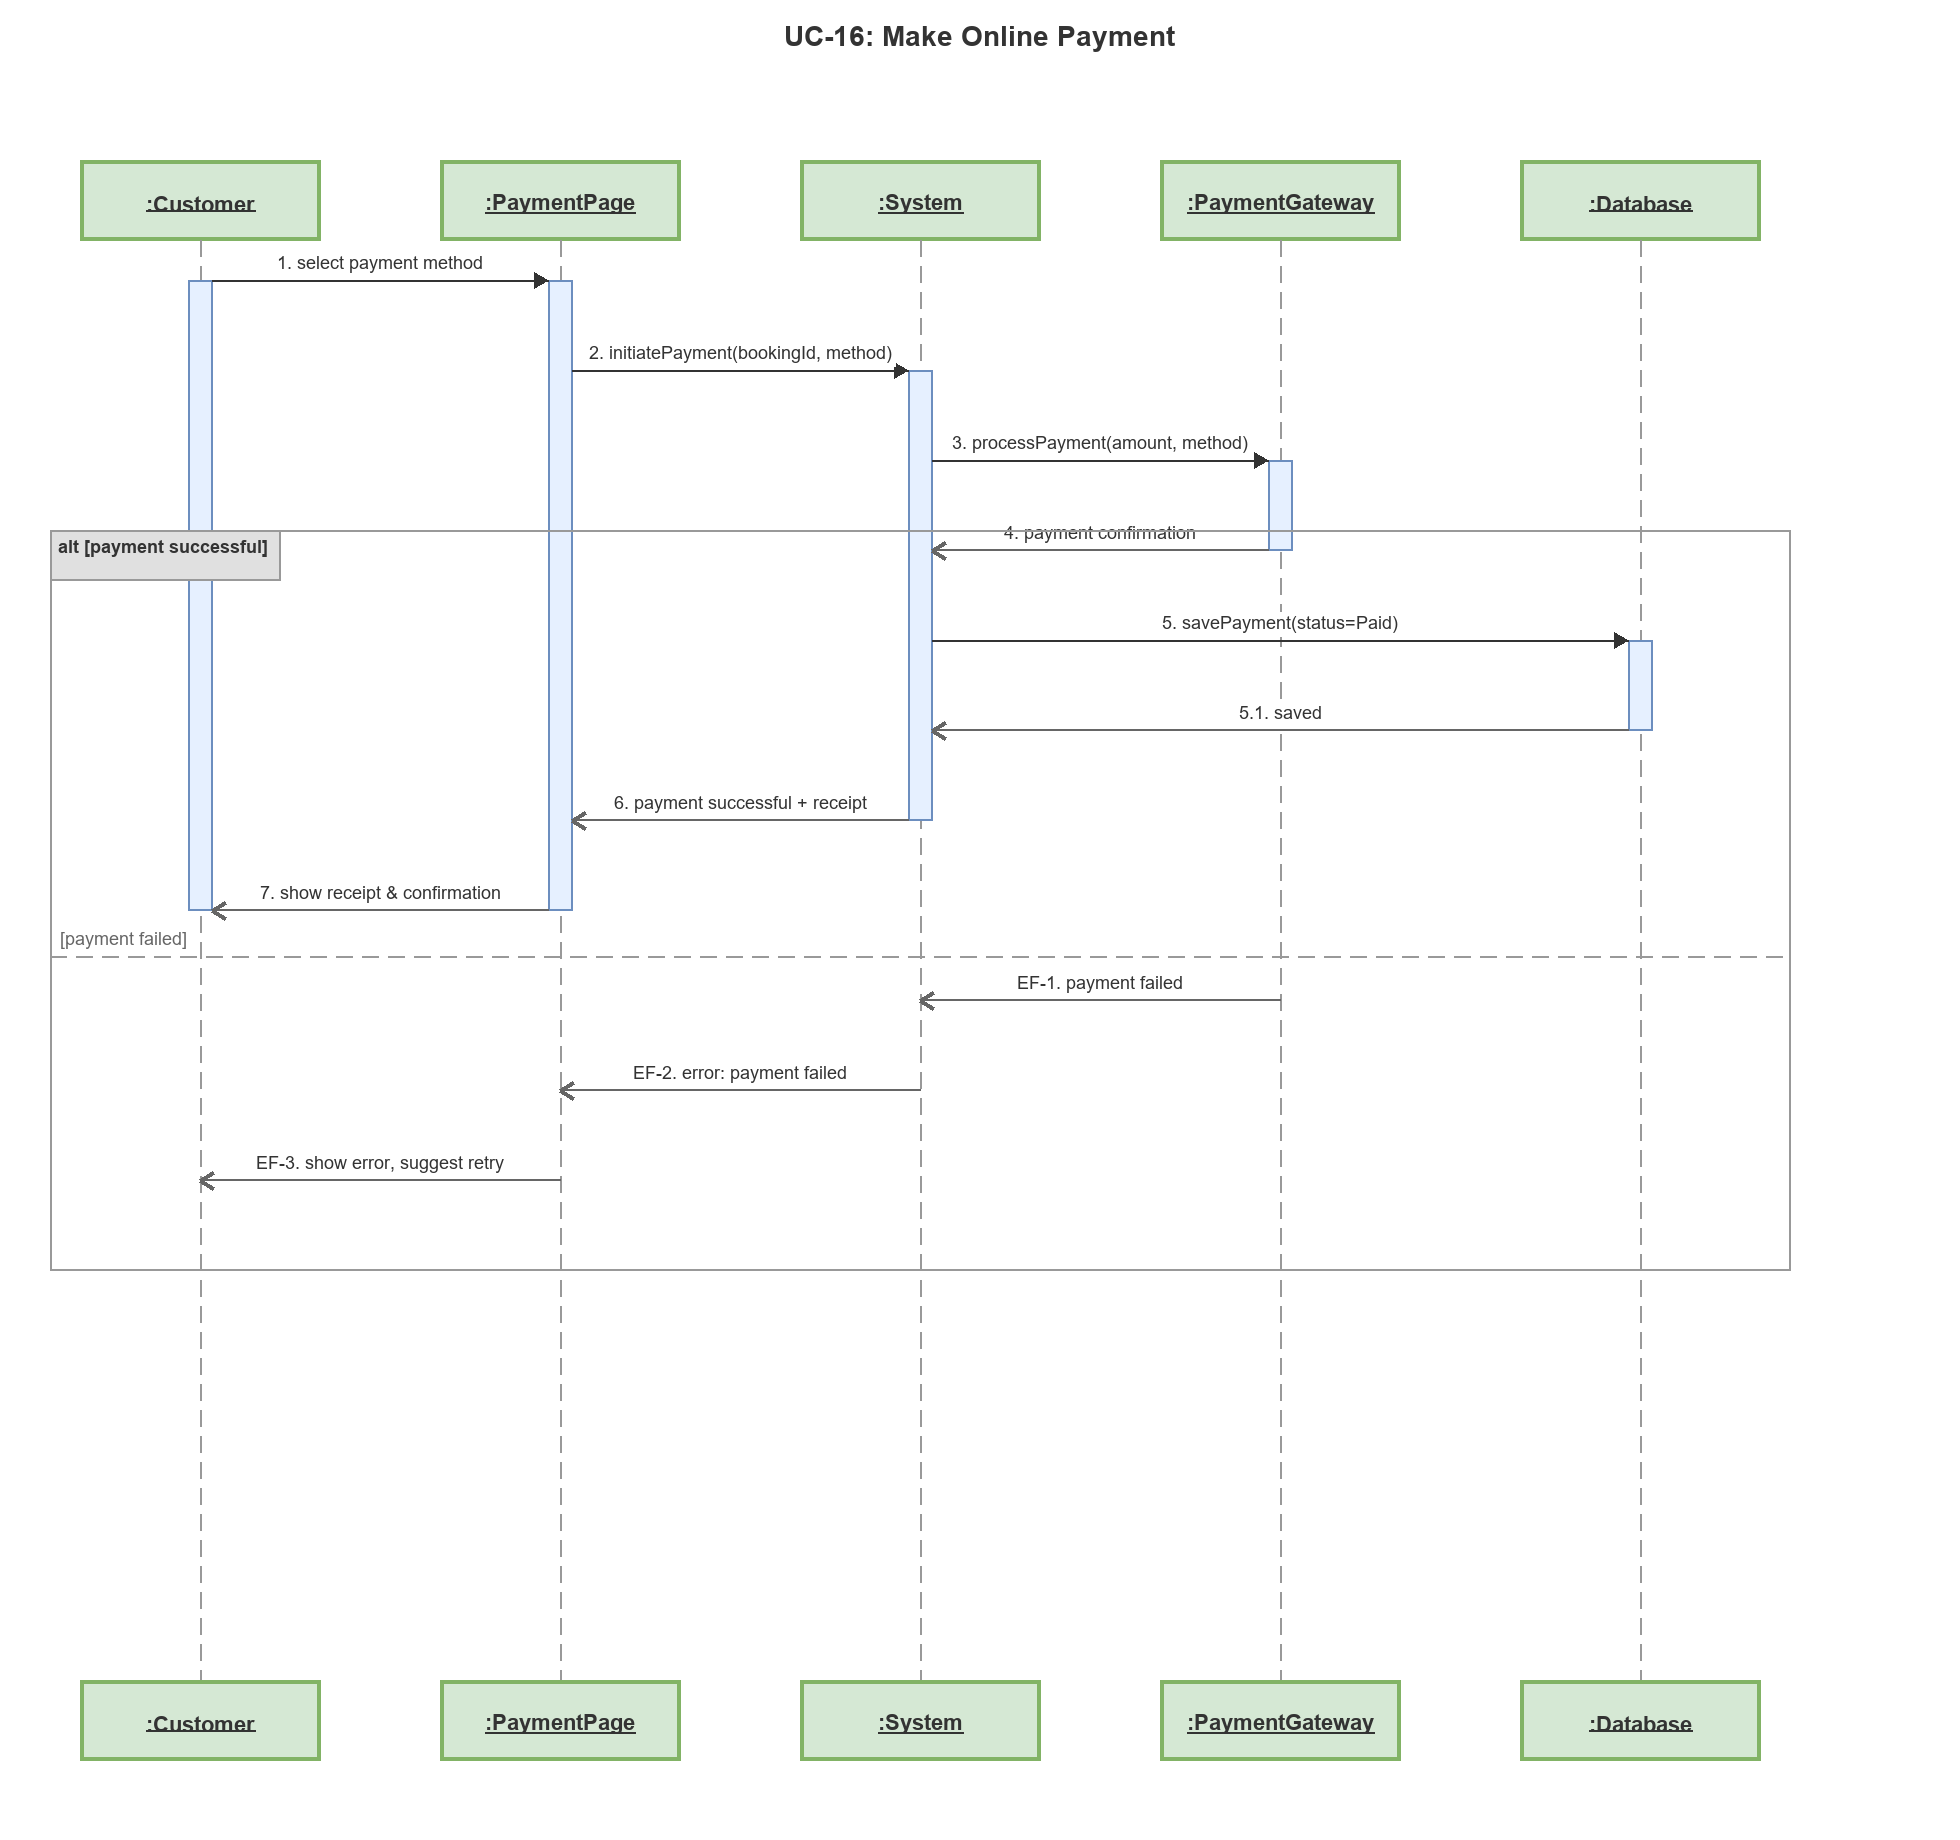 UC-16: Make Online Payment
:Customer
:PaymentPage
:System
:PaymentGateway
:Database
1. select payment method
2. initiatePayment(bookingId, method)
3. processPayment(amount, method)
4. payment confirmation
alt [payment successful]
5. savePayment(status=Paid)
5.1. saved
6. payment successful + receipt
7. show receipt & confirmation
[payment failed]
EF-1. payment failed
EF-2. error: payment failed
EF-3. show error, suggest retry
:Customer
:PaymentPage
:System
:PaymentGateway
:Database